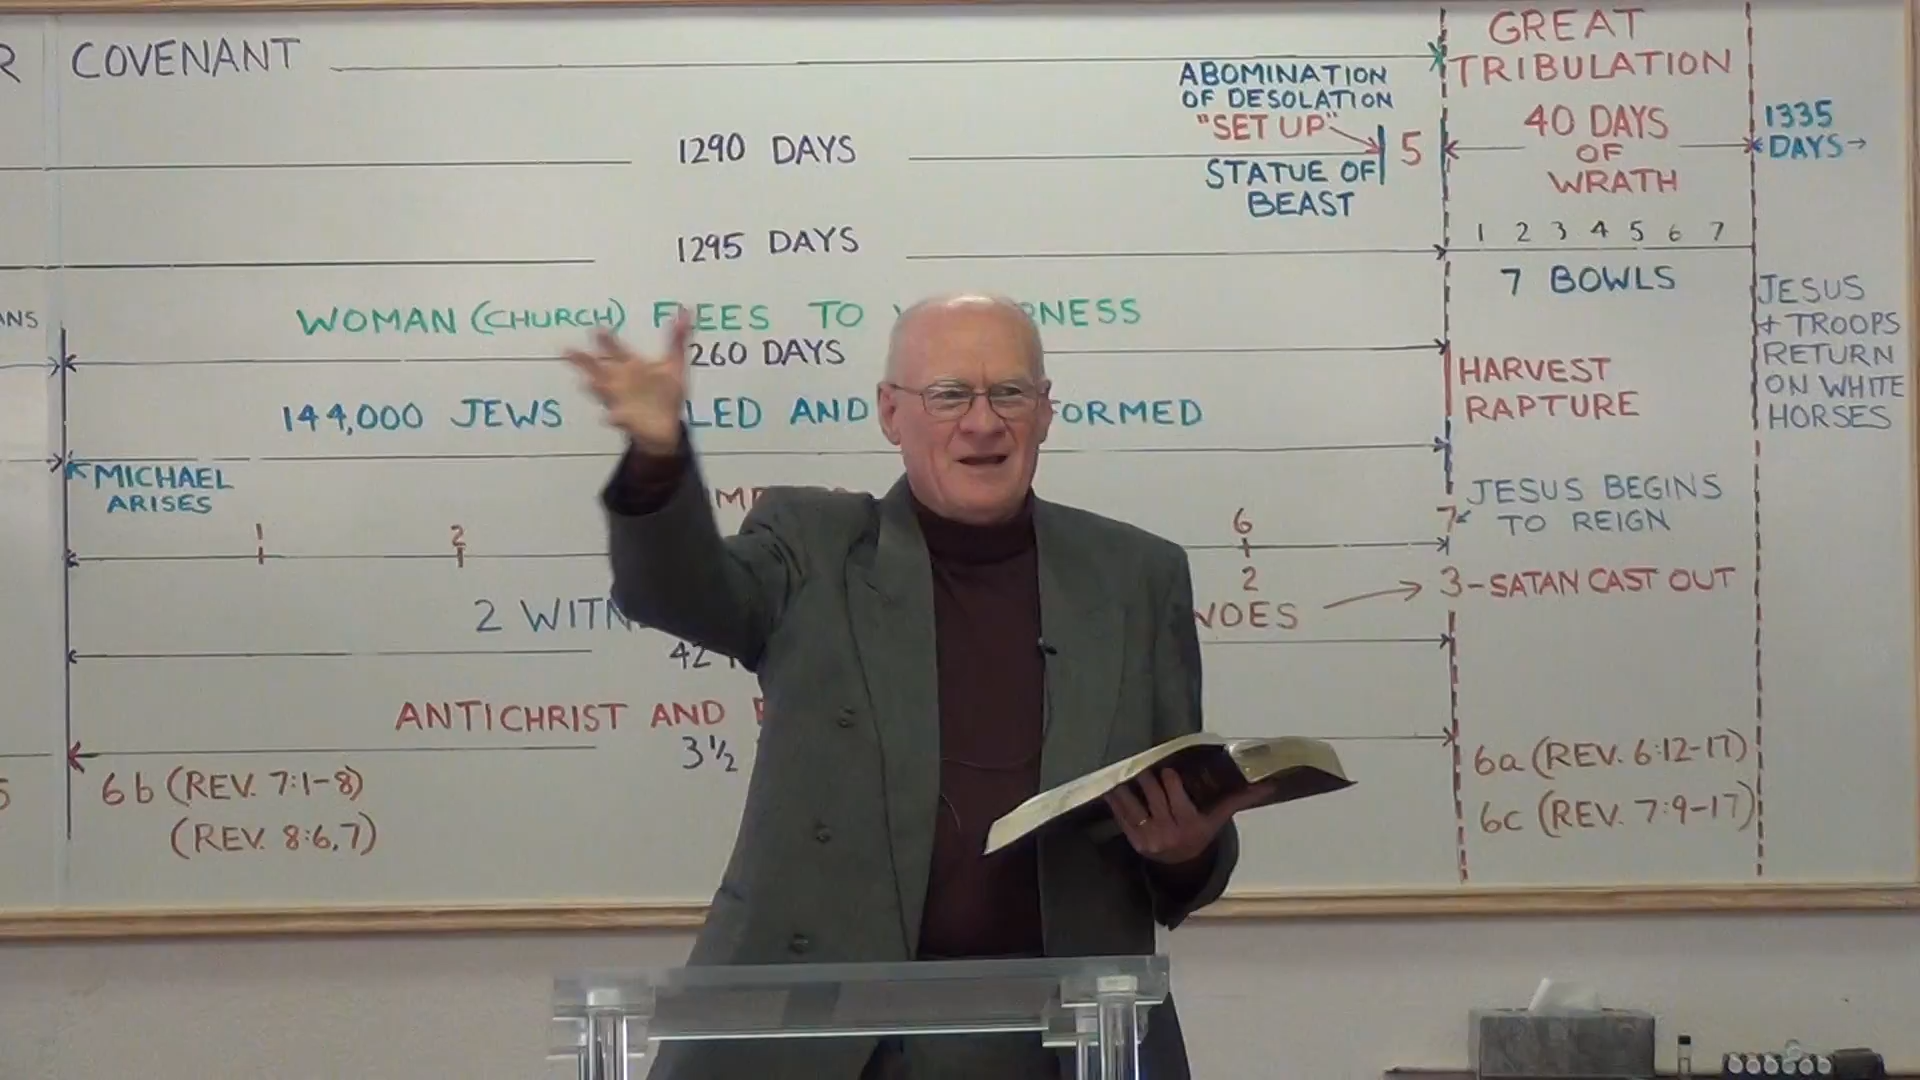 R COVENANT
GREAT
TRIBULATION
ABOMINATION
OF DESOLATION
"SET UP"
STATUE OF
BEAST
1290 DAYS
5
40 DAYS
OF
WRATH
1335
DAYS→
1295 DAYS
1 2 3 4 5 6 7
7 BOWLS
WOMAN (CHURCH) FLEES TO
260 DAYS
HARVEST
RAPTURE
JESUS
+ TROOPS
RETURN
ON WHITE
HORSES
144,000 JEWS LED AND FORMED
MICHAEL
ARISES
JESUS BEGINS
TO REIGN
1 2 6 7
2 3-SATAN CAST OUT
2 WITN WOES
42
ANTICHRIST AND
3 ½
6b (REV. 7:1-8)
(REV. 8:6,7)
6a (REV. 6:12-17)
6c (REV. 7:9-17)